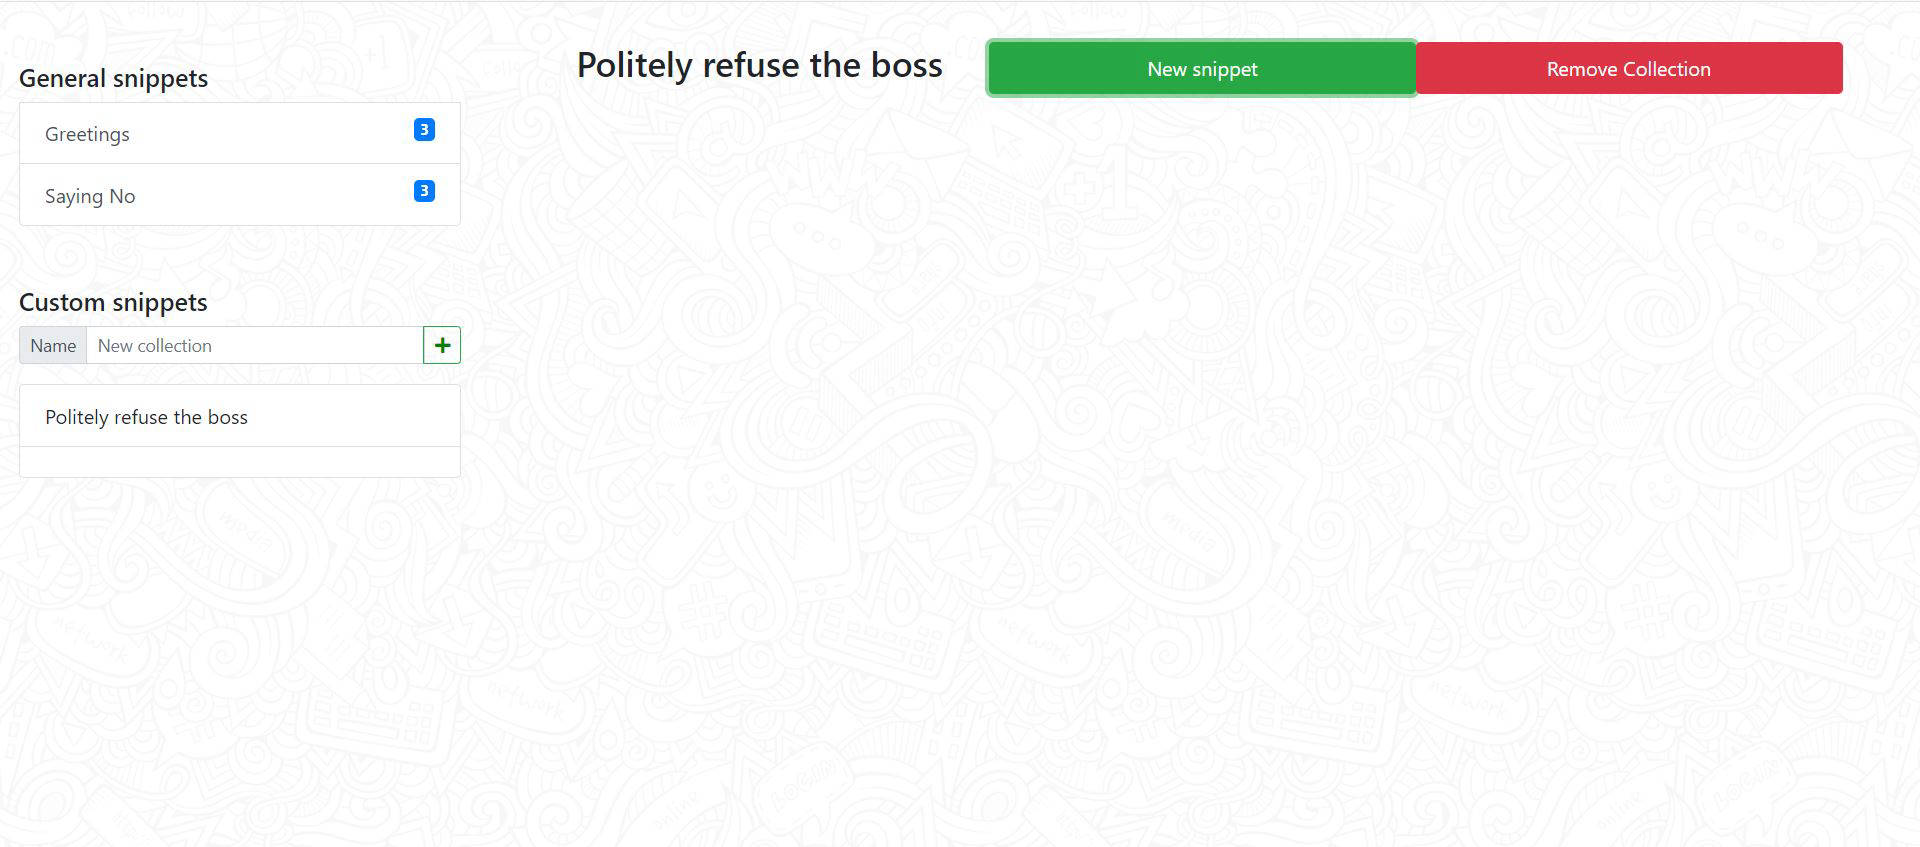 General snippets
Greetings 3
Saying No 3
Custom snippets
Name New collection +
Politely refuse the boss
Politely refuse the boss
New snippet
Remove Collection